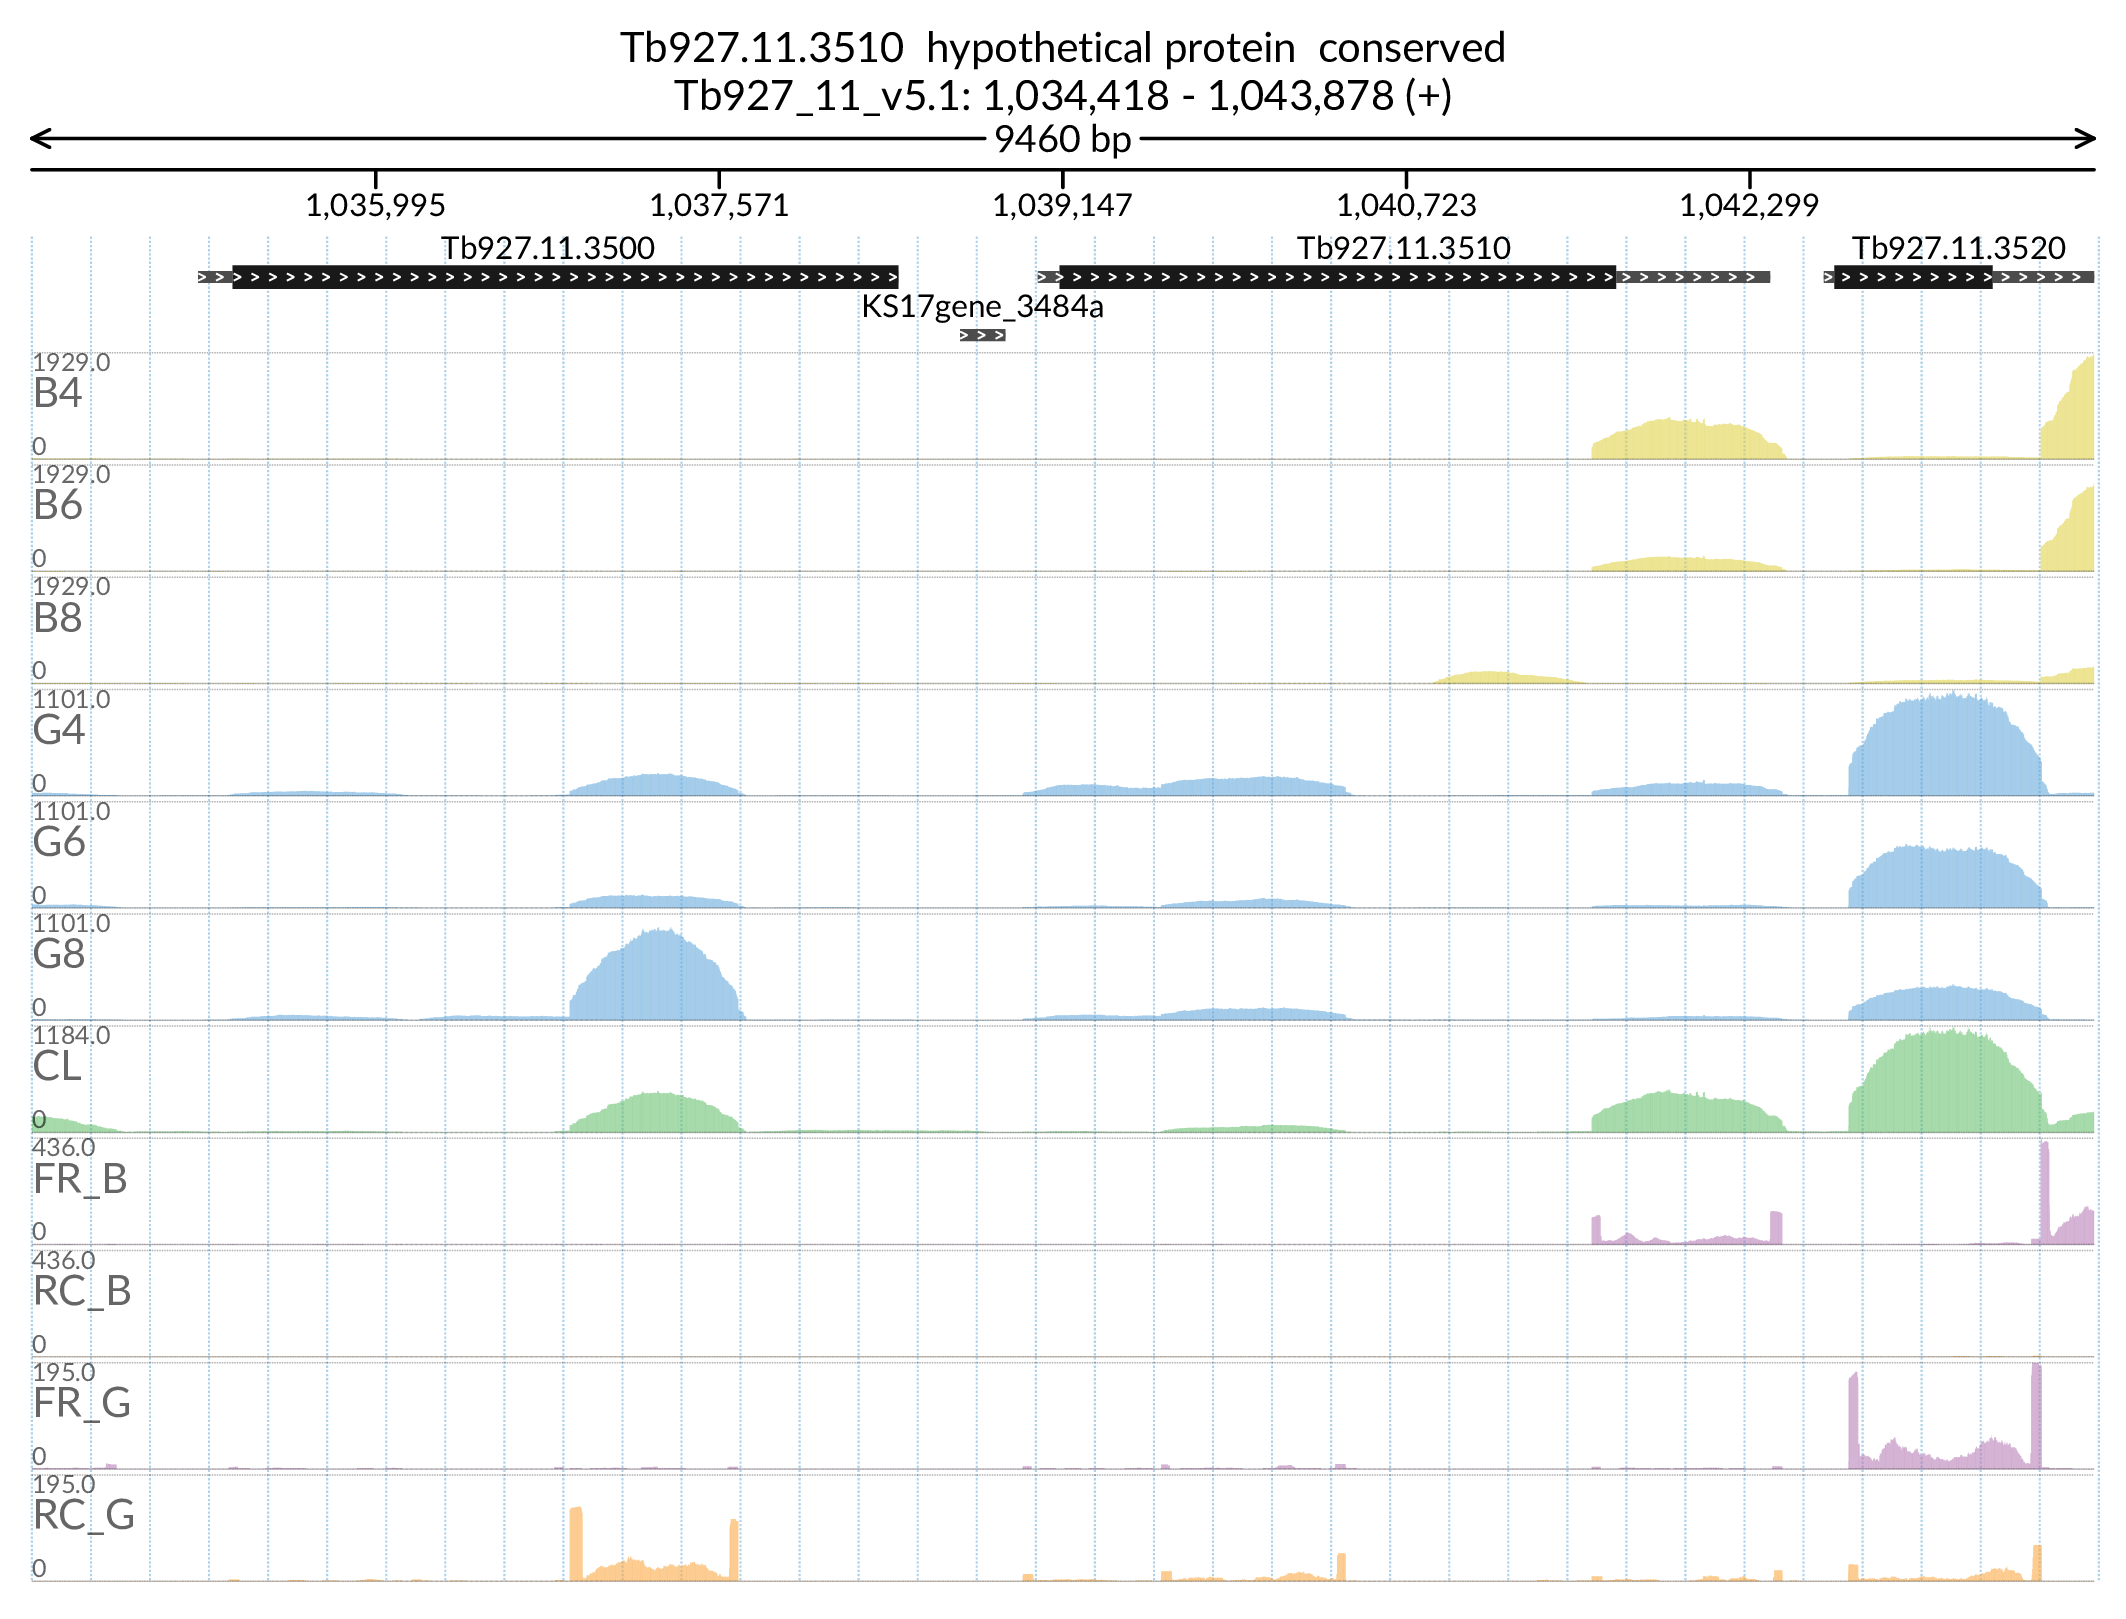 Tb927.11.3510 hypothetical protein conserved
Tb927_11_v5.1: 1,034,418 - 1,043,878 (+)
9460 bp
1,035,995 1,037,571 1,039,147 1,040,723 1,042,299
Tb927.11.3500 Tb927.11.3510 Tb927.11.3520
KS17gene_3484a
1929.0
B4
0
1929.0
B6
0
1929.0
B8
0
1101.0
G4
0
1101.0
G6
0
1101.0
G8
0
1184.0
CL
0
436.0
FR_B
0
436.0
RC_B
0
195.0
FR_G
0
195.0
RC_G
0